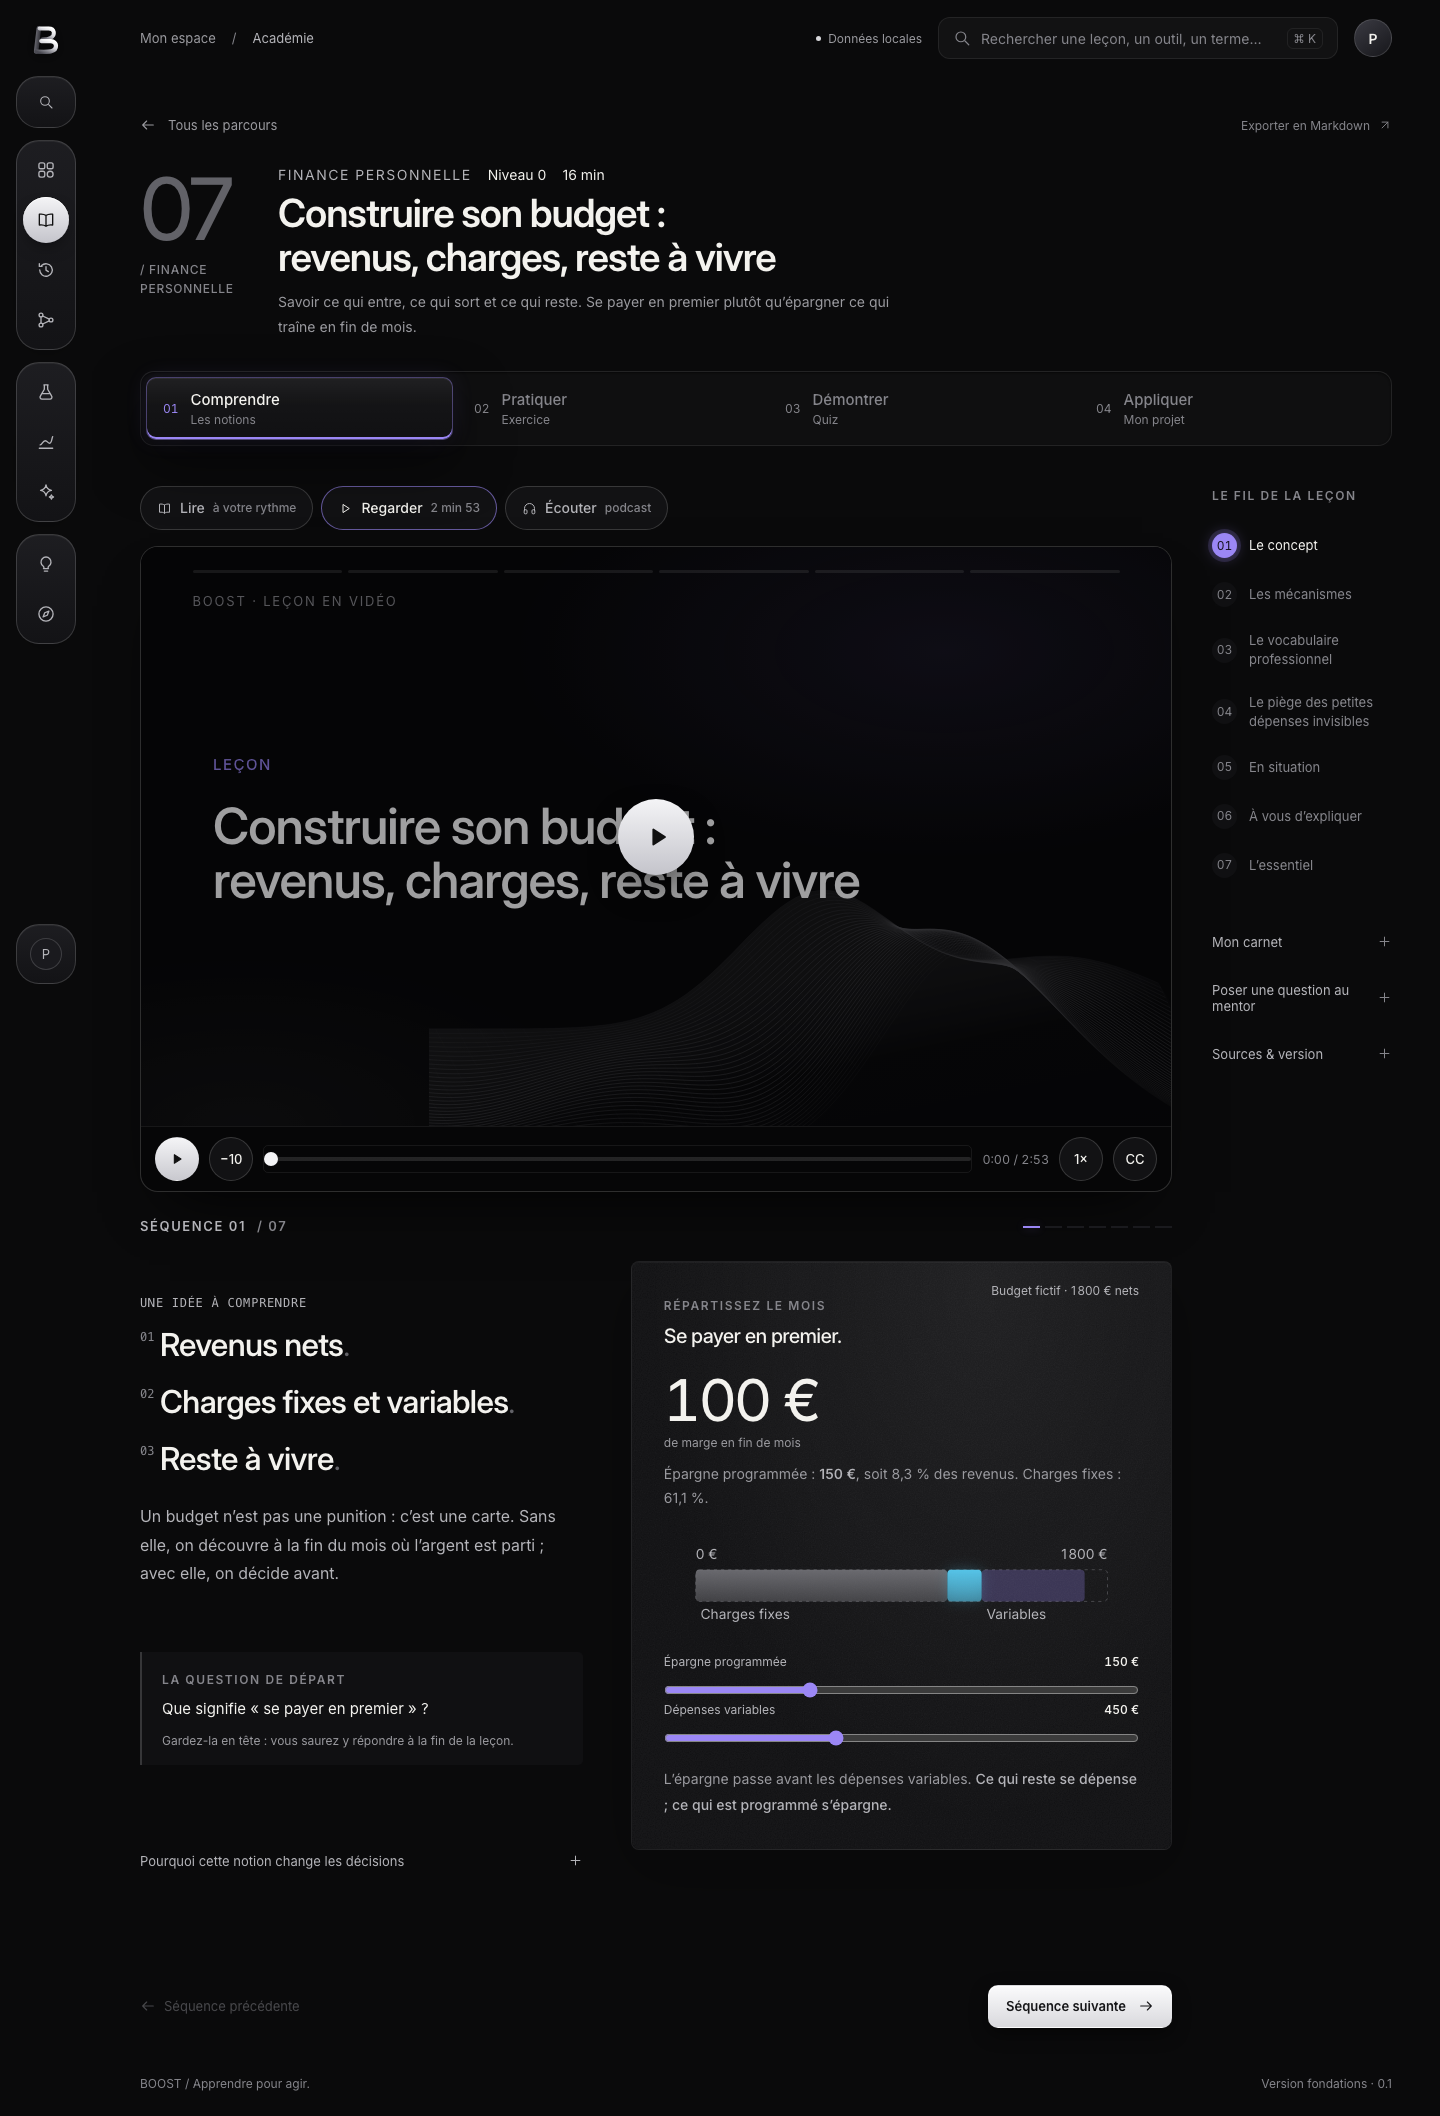 B
Mon espace / Académie
Données locales
Rechercher une leçon, un outil, un terme...
⌘ K
P
← Tous les parcours
Exporter en Markdown ↗
07
/ FINANCE
PERSONNELLE
FINANCE PERSONNELLE Niveau 0 16 min
Construire son budget :
revenus, charges, reste à vivre
Savoir ce qui entre, ce qui sort et ce qui reste. Se payer en premier plutôt qu’épargner ce qui
traîne en fin de mois.
01 Comprendre
Les notions
02 Pratiquer
Exercice
03 Démontrer
Quiz
04 Appliquer
Mon projet
Lire à votre rythme
Regarder 2 min 53
Écouter podcast
BOOST · LEÇON EN VIDÉO
LEÇON
Construire son budget :
revenus, charges, reste à vivre
−10
0:00 / 2:53
1×
CC
LE FIL DE LA LEÇON
01 Le concept
02 Les mécanismes
03 Le vocabulaire
professionnel
04 Le piège des petites
dépenses invisibles
05 En situation
06 À vous d’expliquer
07 L’essentiel
Mon carnet +
Poser une question au
mentor +
Sources & version +
P
SÉQUENCE 01 / 07
UNE IDÉE À COMPRENDRE
01 Revenus nets.
02 Charges fixes et variables.
03 Reste à vivre.
Un budget n’est pas une punition : c’est une carte. Sans
elle, on découvre à la fin du mois où l’argent est parti ;
avec elle, on décide avant.
LA QUESTION DE DÉPART
Que signifie « se payer en premier » ?
Gardez-la en tête : vous saurez y répondre à la fin de la leçon.
Pourquoi cette notion change les décisions +
Budget fictif · 1 800 € nets
RÉPARTISSEZ LE MOIS
Se payer en premier.
100 €
de marge en fin de mois
Épargne programmée : 150 €, soit 8,3 % des revenus. Charges fixes :
61,1 %.
0 € 1 800 €
Charges fixes Variables
Épargne programmée 150 €
Dépenses variables 450 €
L’épargne passe avant les dépenses variables. Ce qui reste se dépense
; ce qui est programmé s’épargne.
← Séquence précédente
Séquence suivante →
BOOST / Apprendre pour agir.
Version fondations · 0.1